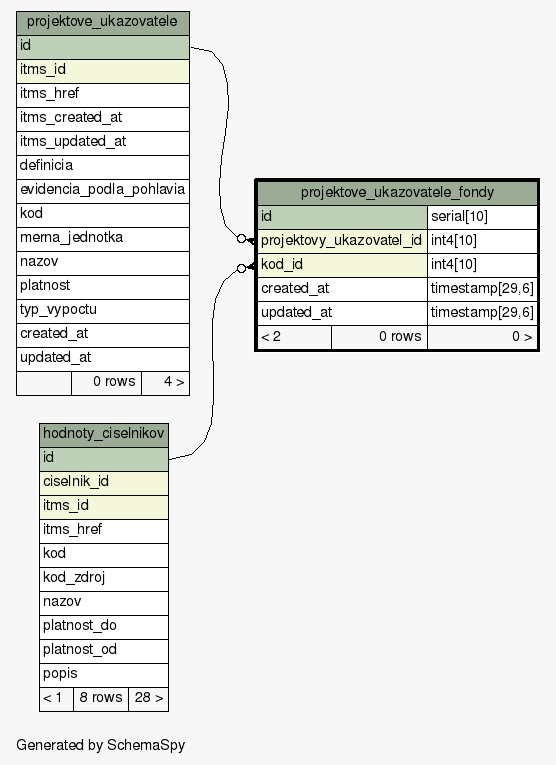 projektove_ukazovatele
id
itms_id
itms_href
itms_created_at
itms_updated_at
definicia
evidencia_podla_pohlavia
kod
merna_jednotka
nazov
platnost
typ_vypoctu
created_at
updated_at
0 rows 4 >
projektove_ukazovatele_fondy
id serial[10]
projektovy_ukazovatel_id int4[10]
kod_id int4[10]
created_at timestamp[29,6]
updated_at timestamp[29,6]
< 2 0 rows 0 >
hodnoty_ciselnikov
id
ciselnik_id
itms_id
itms_href
kod
kod_zdroj
nazov
platnost_do
platnost_od
popis
< 1 8 rows 28 >
Generated by SchemaSpy